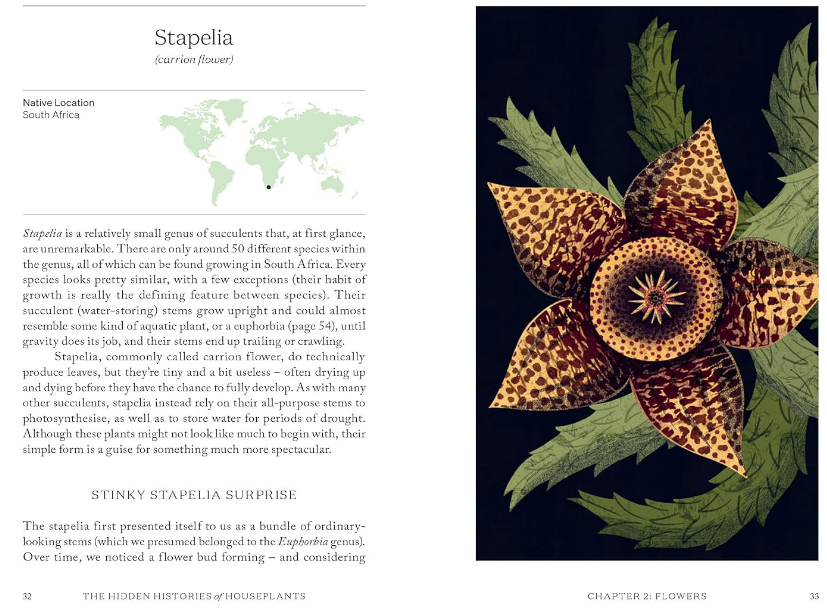 Stapelia
(carrion flower)
Native Location
South Africa
Stapelia is a relatively small genus of succulents that, at first glance,
are unremarkable. There are only around 50 different species within
the genus, all of which can be found growing in South Africa. Every
species looks pretty similar, with a few exceptions (their habit of
growth is really the defining feature between species). Their
succulent (water-storing) stems grow upright and could almost
resemble some kind of aquatic plant, or a euphorbia (page 54), until
gravity does its job, and their stems end up trailing or crawling.
Stapelia, commonly called carrion flower, do technically
produce leaves, but they're tiny and a bit useless – often drying up
and dying before they have the chance to fully develop. As with many
other succulents, stapelia instead rely on their all-purpose stems to
photosynthesise, as well as to store water for periods of drought.
Although these plants might not look like much to begin with, their
simple form is a guise for something much more spectacular.
STINKY STAPELIA SURPRISE
The stapelia first presented itself to us as a bundle of ordinary-
looking stems (which we presumed belonged to the Euphorbia genus).
Over time, we noticed a flower bud forming – and considering
32 THE HIDDEN HISTORIES of HOUSEPLANTS
CHAPTER 2: FLOWERS 33